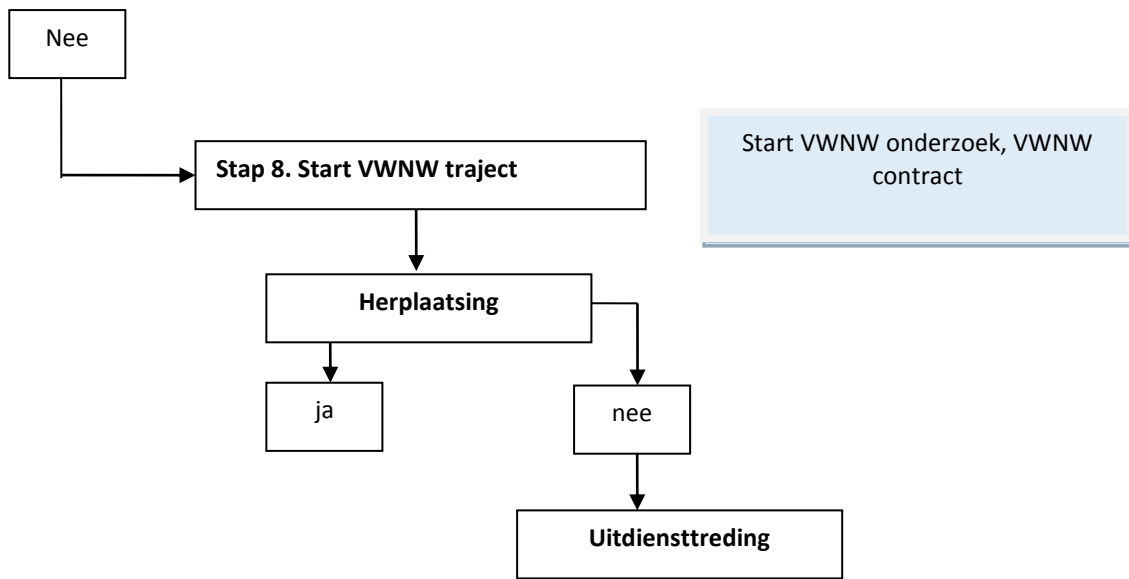 Nee
Stap 8. Start VWNW traject
Start VWNW onderzoek, VWNW
contract
Herplaatsing
ja
nee
Uitdiensttreding